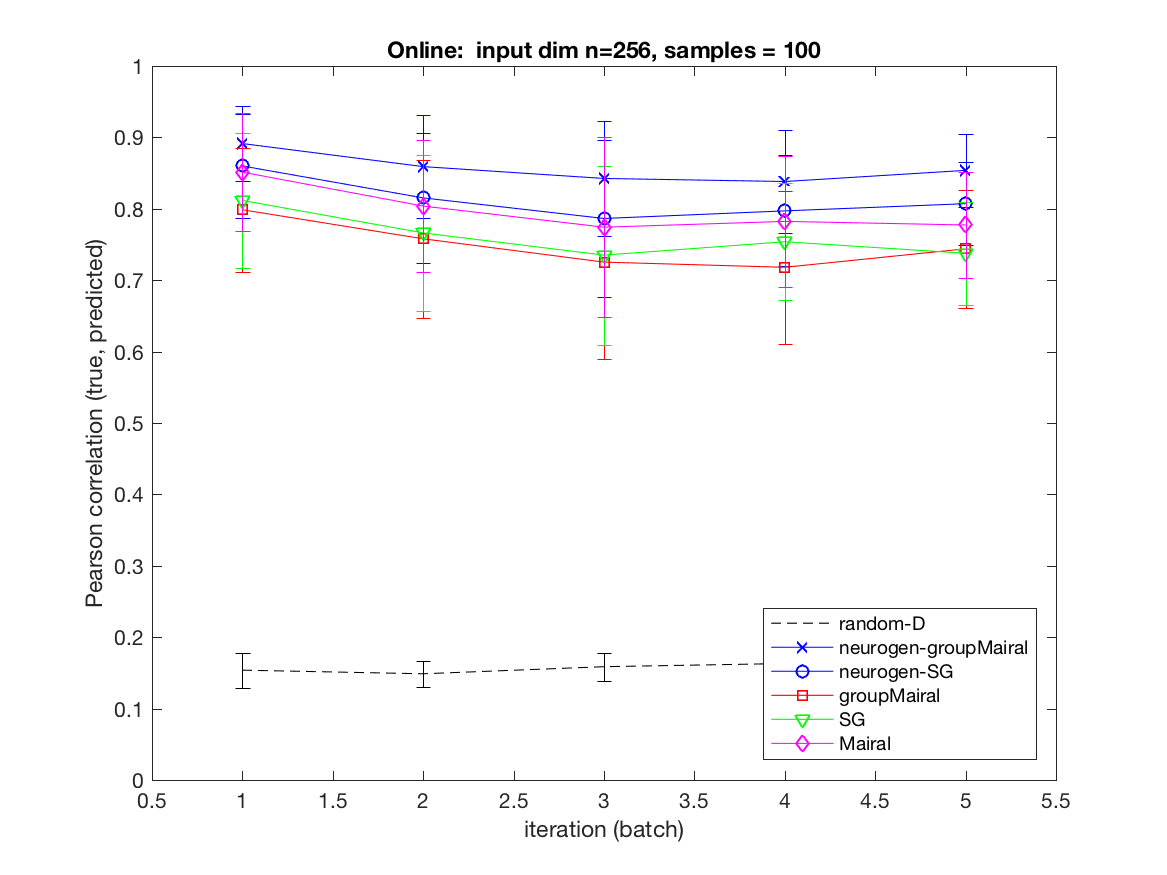 Online:  input dim n=256, samples = 100
1
0.9
0.8
0.7
0.6
0.5
0.4
0.3
0.2
0.1
0
Pearson correlation (true, predicted)
random-D
neurogen-groupMairal
neurogen-SG
groupMairal
SG
Mairal
0.5 1 1.5 2 2.5 3 3.5 4 4.5 5 5.5
iteration (batch)